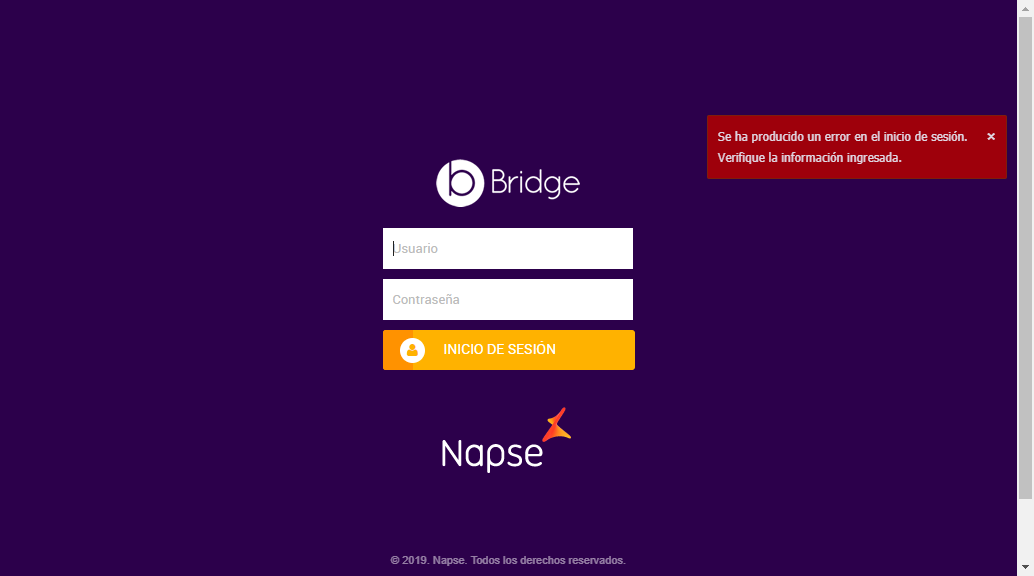 Se ha producido un error en el inicio de sesión. ×
Verifique la información ingresada.
b Bridge
Usuario
Contraseña
INICIO DE SESIÓN
Napse
© 2019. Napse. Todos los derechos reservados.